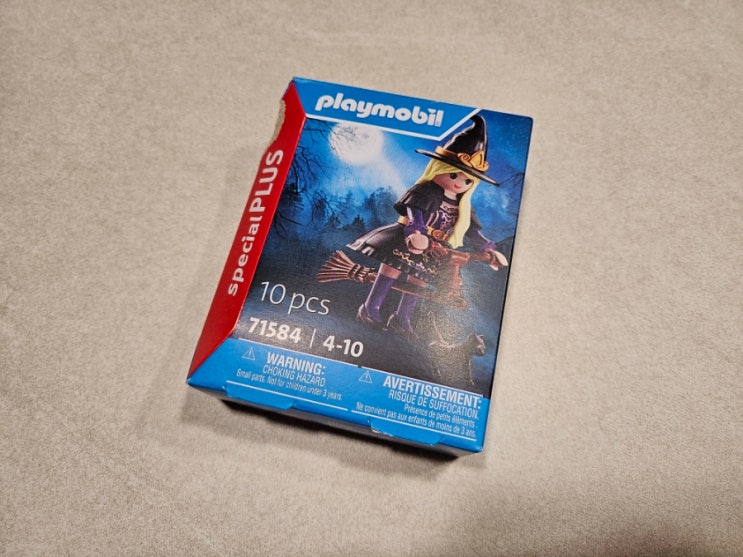 playmobil
specialPLUS
10 pcs
71584 | 4-10
WARNING:
CHOKING HAZARD
Small parts. Not for children under 3 years.
AVERTISSEMENT:
RISQUE DE SUFFOCATION.
Présence de petits éléments.
Ne convient pas aux enfants de moins de 3 ans.